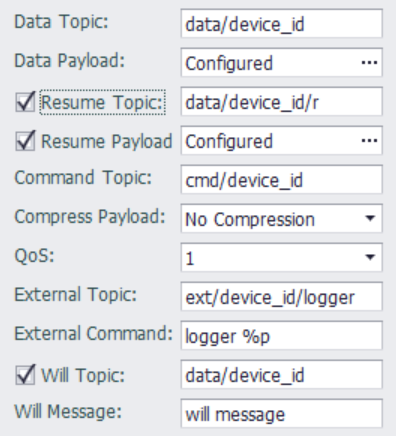 Data Topic: data/device_id
Data Payload: Configured ...
Resume Topic: data/device_id/r
Resume Payload Configured ...
Command Topic: cmd/device_id
Compress Payload: No Compression
QoS: 1
External Topic: ext/device_id/logger
External Command: logger %p
Will Topic: data/device_id
Will Message: will message